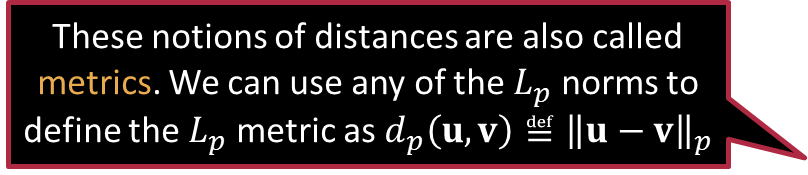 These notions of distances are also called
metrics. We can use any of the $L_p$ norms to
define the $L_p$ metric as $d_p(\mathbf{u}, \mathbf{v}) \overset{\text{def}}{=} \|\mathbf{u} - \mathbf{v}\|_p$